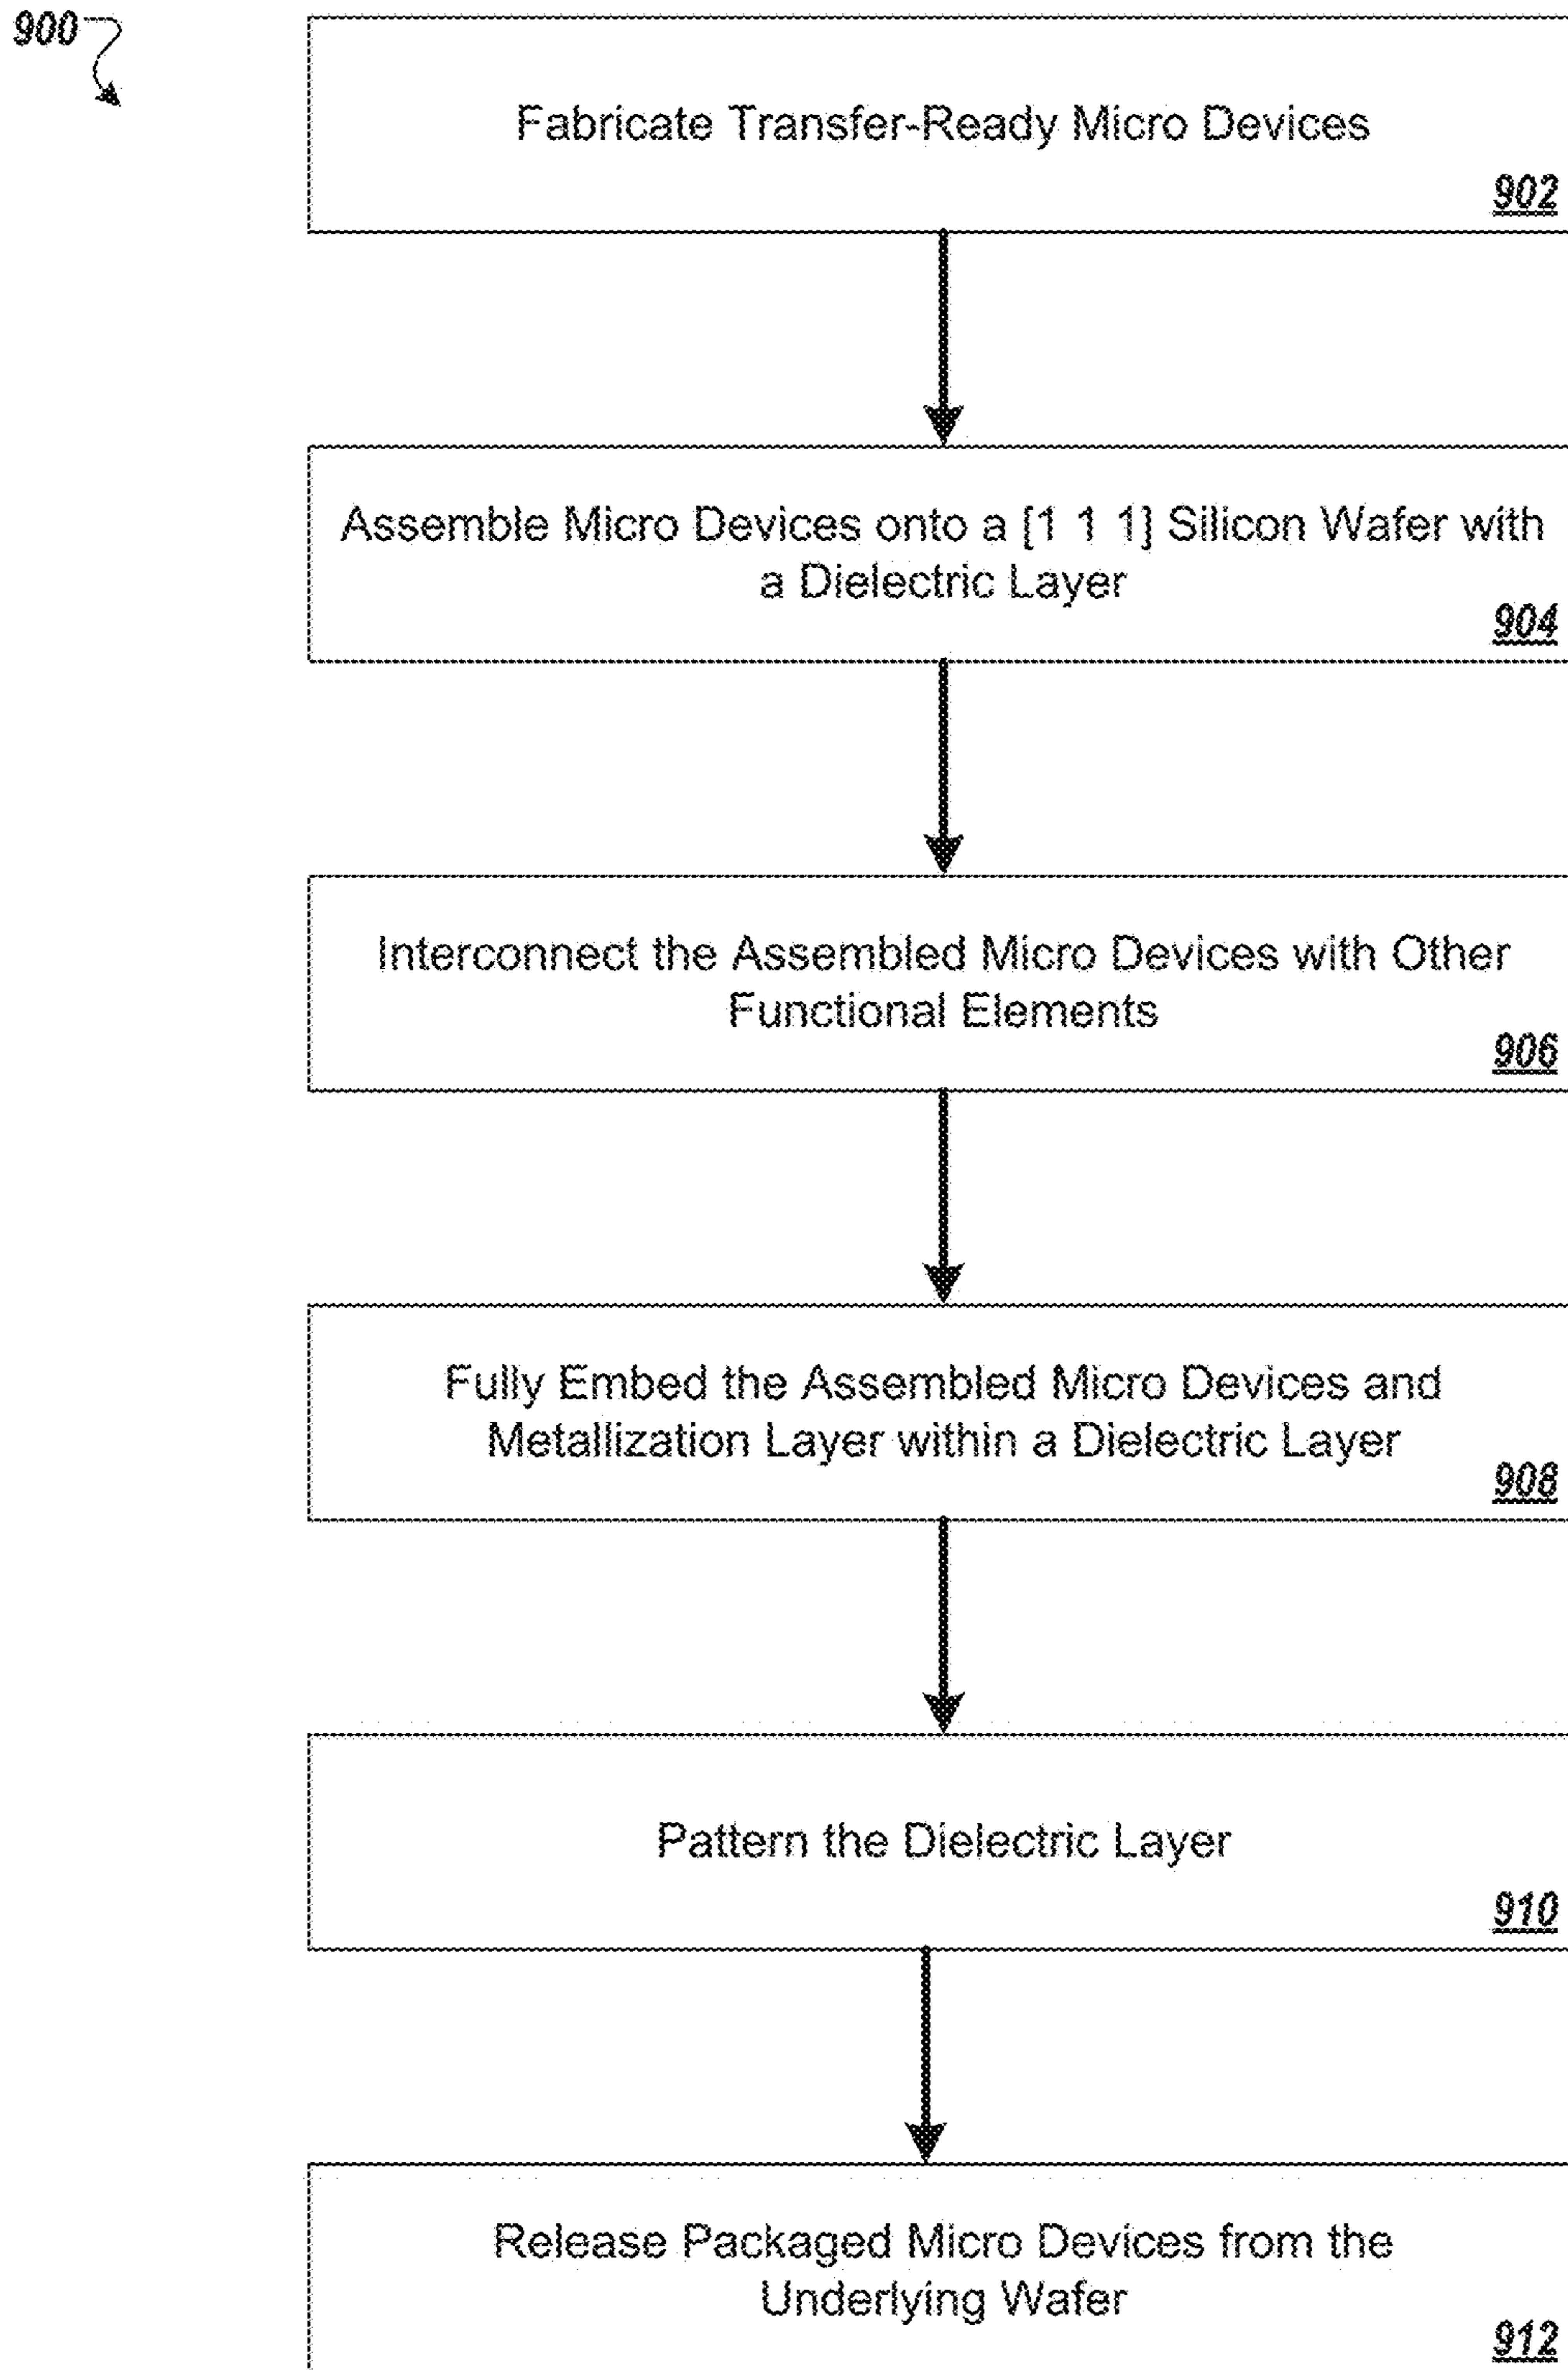 900
Fabricate Transfer-Ready Micro Devices
902
Assemble Micro Devices onto a [1 1 1] Silicon Wafer with
a Dielectric Layer
904
Interconnect the Assembled Micro Devices with Other
Functional Elements
906
Fully Embed the Assembled Micro Devices and
Metallization Layer within a Dielectric Layer
908
Pattern the Dielectric Layer
910
Release Packaged Micro Devices from the
Underlying Wafer
912